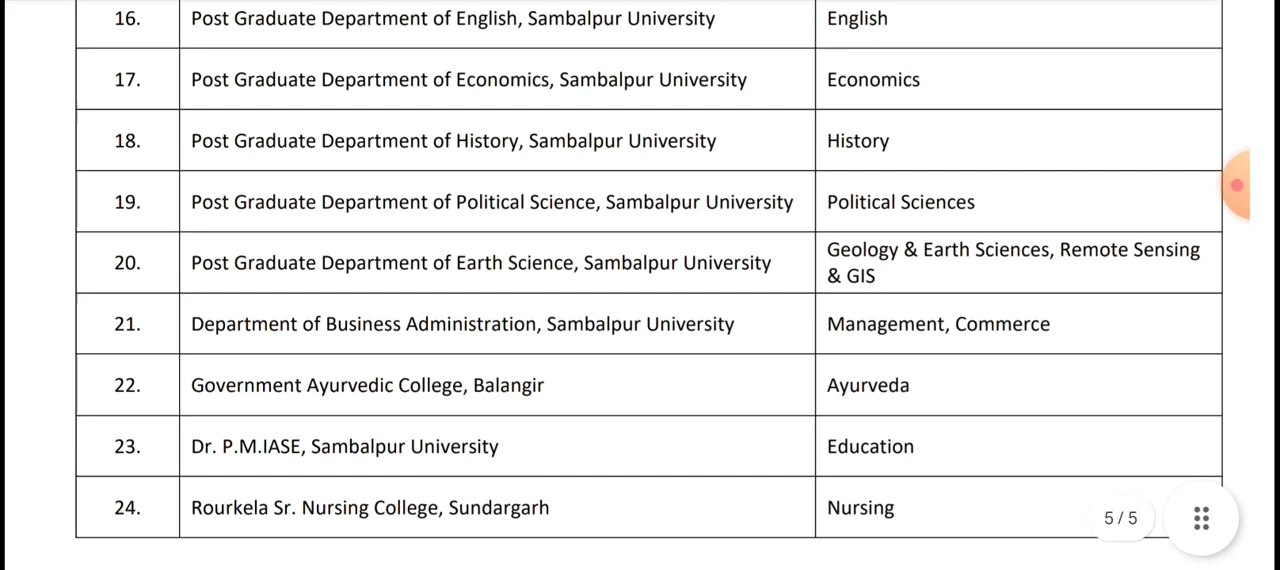 16. Post Graduate Department of English, Sambalpur University English
17. Post Graduate Department of Economics, Sambalpur University Economics
18. Post Graduate Department of History, Sambalpur University History
19. Post Graduate Department of Political Science, Sambalpur University Political Sciences
20. Post Graduate Department of Earth Science, Sambalpur University Geology & Earth Sciences, Remote Sensing
& GIS
21. Department of Business Administration, Sambalpur University Management, Commerce
22. Government Ayurvedic College, Balangir Ayurveda
23. Dr. P.M.IASE, Sambalpur University Education
24. Rourkela Sr. Nursing College, Sundargarh Nursing
5 / 5